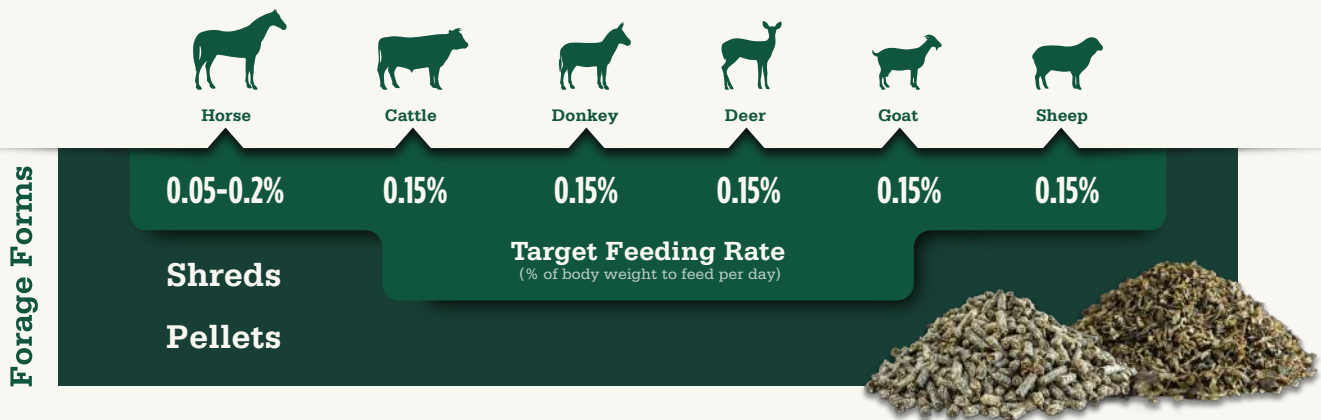 Horse
Cattle
Donkey
Deer
Goat
Sheep
0.05-0.2%
0.15%
0.15%
0.15%
0.15%
0.15%
Target Feeding Rate
(% of body weight to feed per day)
Forage Forms
Shreds
Pellets